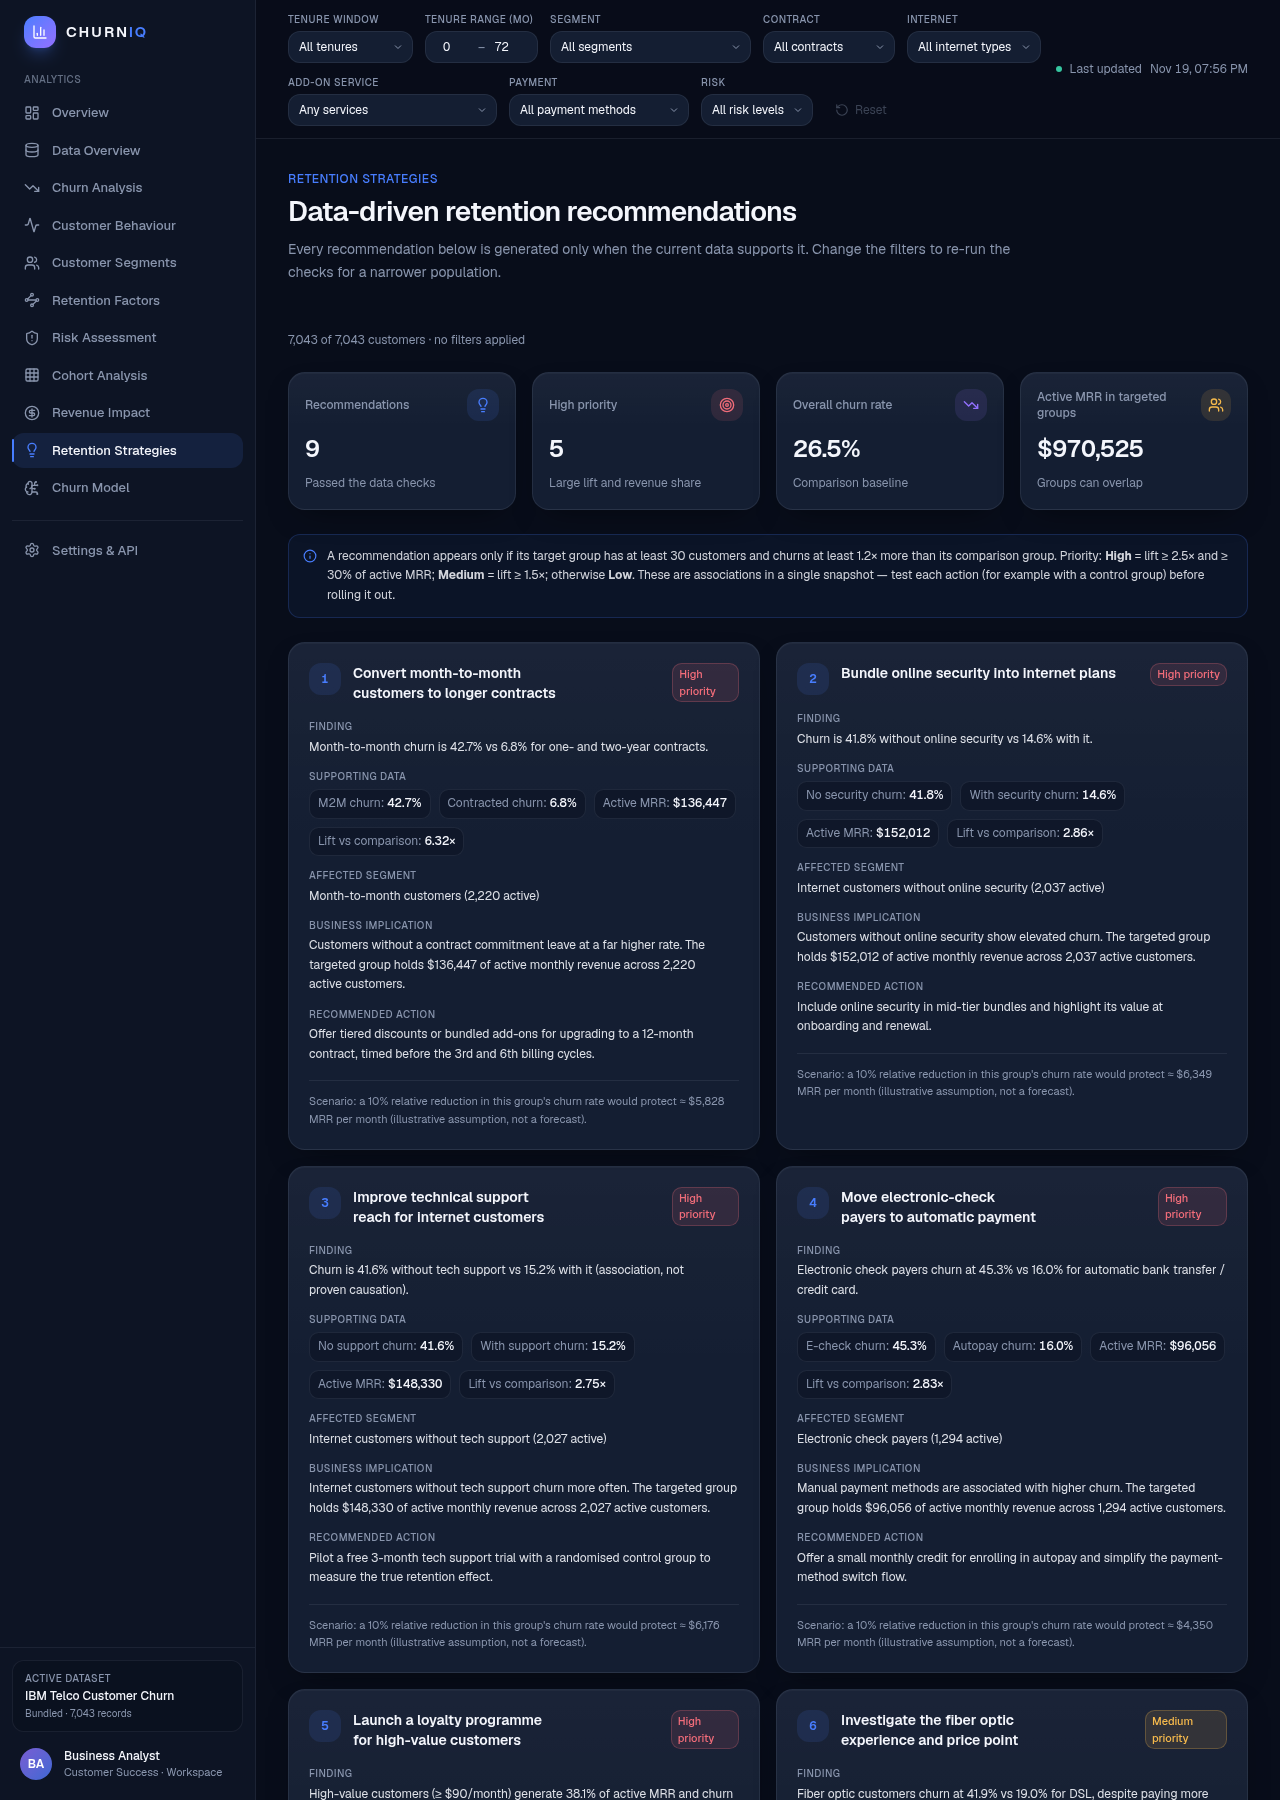 CHURNIQ
ANALYTICS
Overview
Data Overview
Churn Analysis
Customer Behaviour
Customer Segments
Retention Factors
Risk Assessment
Cohort Analysis
Revenue Impact
Retention Strategies
Churn Model
Settings & API
ACTIVE DATASET
IBM Telco Customer Churn
Bundled · 7,043 records
BA
Business Analyst
Customer Success · Workspace
TENURE WINDOW
All tenures
TENURE RANGE (MO)
0 – 72
SEGMENT
All segments
CONTRACT
All contracts
INTERNET
All internet types
ADD-ON SERVICE
Any services
PAYMENT
All payment methods
RISK
All risk levels
Reset
Last updated Nov 19, 07:56 PM
RETENTION STRATEGIES
Data-driven retention recommendations
Every recommendation below is generated only when the current data supports it. Change the filters to re-run the
checks for a narrower population.
7,043 of 7,043 customers · no filters applied
Recommendations
9
Passed the data checks
High priority
5
Large lift and revenue share
Overall churn rate
26.5%
Comparison baseline
Active MRR in targeted
groups
$970,525
Groups can overlap
A recommendation appears only if its target group has at least 30 customers and churns at least 1.2× more than its comparison group. Priority: High = lift ≥ 2.5× and ≥
30% of active MRR; Medium = lift ≥ 1.5×; otherwise Low. These are associations in a single snapshot — test each action (for example with a control group) before
rolling it out.
1
Convert month-to-month
customers to longer contracts
High
priority
FINDING
Month-to-month churn is 42.7% vs 6.8% for one- and two-year contracts.
SUPPORTING DATA
M2M churn: 42.7%
Contracted churn: 6.8%
Active MRR: $136,447
Lift vs comparison: 6.32×
AFFECTED SEGMENT
Month-to-month customers (2,220 active)
BUSINESS IMPLICATION
Customers without a contract commitment leave at a far higher rate. The
targeted group holds $136,447 of active monthly revenue across 2,220
active customers.
RECOMMENDED ACTION
Offer tiered discounts or bundled add-ons for upgrading to a 12-month
contract, timed before the 3rd and 6th billing cycles.
Scenario: a 10% relative reduction in this group's churn rate would protect ≈ $5,828
MRR per month (illustrative assumption, not a forecast).
2
Bundle online security into internet plans
High priority
FINDING
Churn is 41.8% without online security vs 14.6% with it.
SUPPORTING DATA
No security churn: 41.8%
With security churn: 14.6%
Active MRR: $152,012
Lift vs comparison: 2.86×
AFFECTED SEGMENT
Internet customers without online security (2,037 active)
BUSINESS IMPLICATION
Customers without online security show elevated churn. The targeted group
holds $152,012 of active monthly revenue across 2,037 active customers.
RECOMMENDED ACTION
Include online security in mid-tier bundles and highlight its value at
onboarding and renewal.
Scenario: a 10% relative reduction in this group's churn rate would protect ≈ $6,349
MRR per month (illustrative assumption, not a forecast).
3
Improve technical support
reach for internet customers
High
priority
FINDING
Churn is 41.6% without tech support vs 15.2% with it (association, not
proven causation).
SUPPORTING DATA
No support churn: 41.6%
With support churn: 15.2%
Active MRR: $148,330
Lift vs comparison: 2.75×
AFFECTED SEGMENT
Internet customers without tech support (2,027 active)
BUSINESS IMPLICATION
Internet customers without tech support churn more often. The targeted group
holds $148,330 of active monthly revenue across 2,027 active customers.
RECOMMENDED ACTION
Pilot a free 3-month tech support trial with a randomised control group to
measure the true retention effect.
Scenario: a 10% relative reduction in this group's churn rate would protect ≈ $6,176
MRR per month (illustrative assumption, not a forecast).
4
Move electronic-check
payers to automatic payment
High
priority
FINDING
Electronic check payers churn at 45.3% vs 16.0% for automatic bank transfer /
credit card.
SUPPORTING DATA
E-check churn: 45.3%
Autopay churn: 16.0%
Active MRR: $96,056
Lift vs comparison: 2.83×
AFFECTED SEGMENT
Electronic check payers (1,294 active)
BUSINESS IMPLICATION
Manual payment methods are associated with higher churn. The targeted
group holds $96,056 of active monthly revenue across 1,294 active customers.
RECOMMENDED ACTION
Offer a small monthly credit for enrolling in autopay and simplify the payment-
method switch flow.
Scenario: a 10% relative reduction in this group's churn rate would protect ≈ $4,350
MRR per month (illustrative assumption, not a forecast).
5
Launch a loyalty programme
for high-value customers
High
priority
FINDING
High-value customers (≥ $90/month) generate 38.1% of active MRR and churn
6
Investigate the fiber optic
experience and price point
Medium
priority
FINDING
Fiber optic customers churn at 41.9% vs 19.0% for DSL, despite paying more